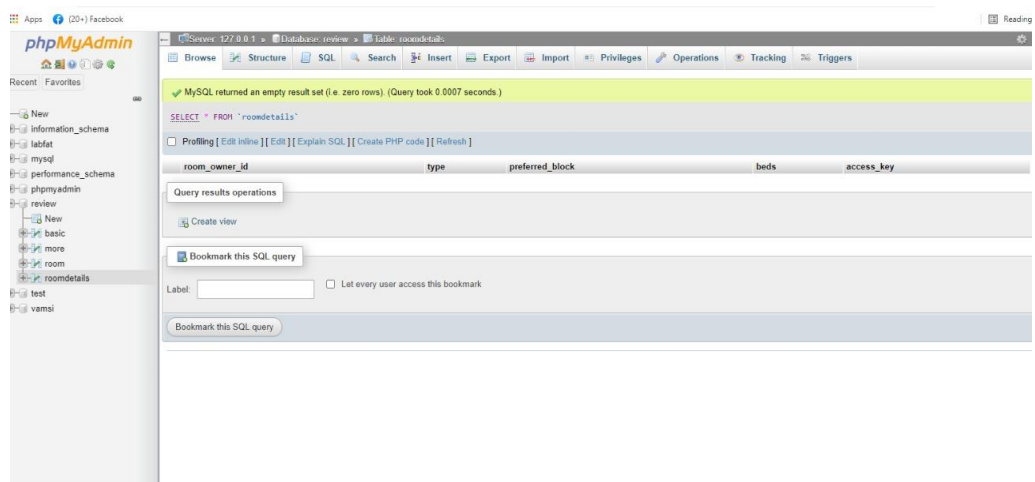 Apps (20+) Facebook Reading
phpMyAdmin
Recent Favorites
New
information_schema
labfat
mysql
performance_schema
phpmyadmin
review
New
basic
more
room
roomdetails
test
vamsi
Server: 127.0.0.1 » Database: review » Table: roomdetails
Browse Structure SQL Search Insert Export Import Privileges Operations Tracking Triggers
MySQL returned an empty result set (i.e. zero rows). (Query took 0.0007 seconds.)
SELECT * FROM `roomdetails`
Profiling [ Edit inline ] [ Edit ] [ Explain SQL ] [ Create PHP code ] [ Refresh ]
room_owner_id type preferred_block beds access_key
Query results operations
Create view
Bookmark this SQL query
Label: Let every user access this bookmark
Bookmark this SQL query